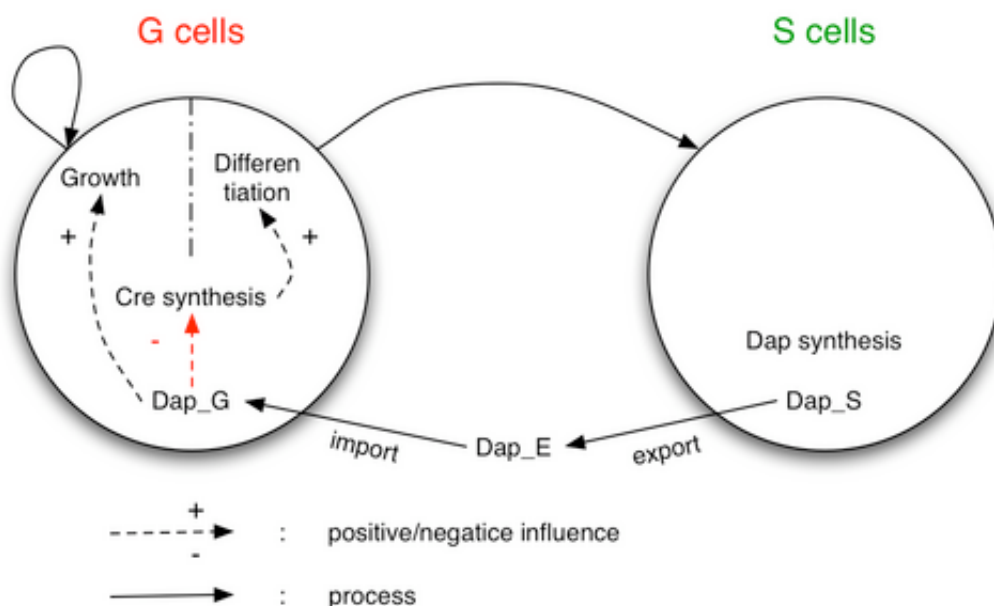 G cells
S cells
Growth
Differen
tiation
+
+
Cre synthesis
-
Dap synthesis
Dap_G
Dap_S
import
Dap_E
export
+
-
: positive/negatice influence
: process